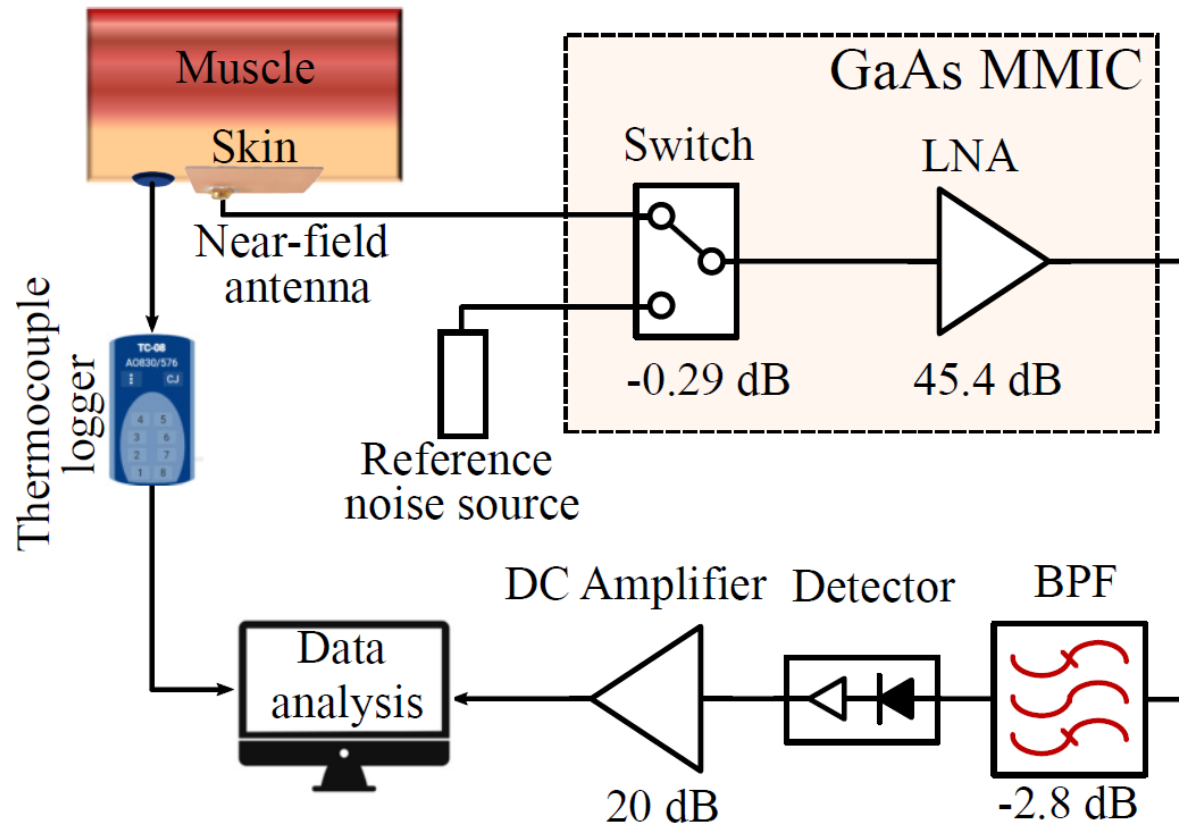 Muscle
Skin
Near-field
antenna
GaAs MMIC
Switch
LNA
-0.29 dB
45.4 dB
Reference
noise source
Thermocouple
logger
TC-08
AO830/576
CJ
4 5
3 6
2 7
1 8
DC Amplifier
Detector
BPF
Data
analysis
20 dB
-2.8 dB